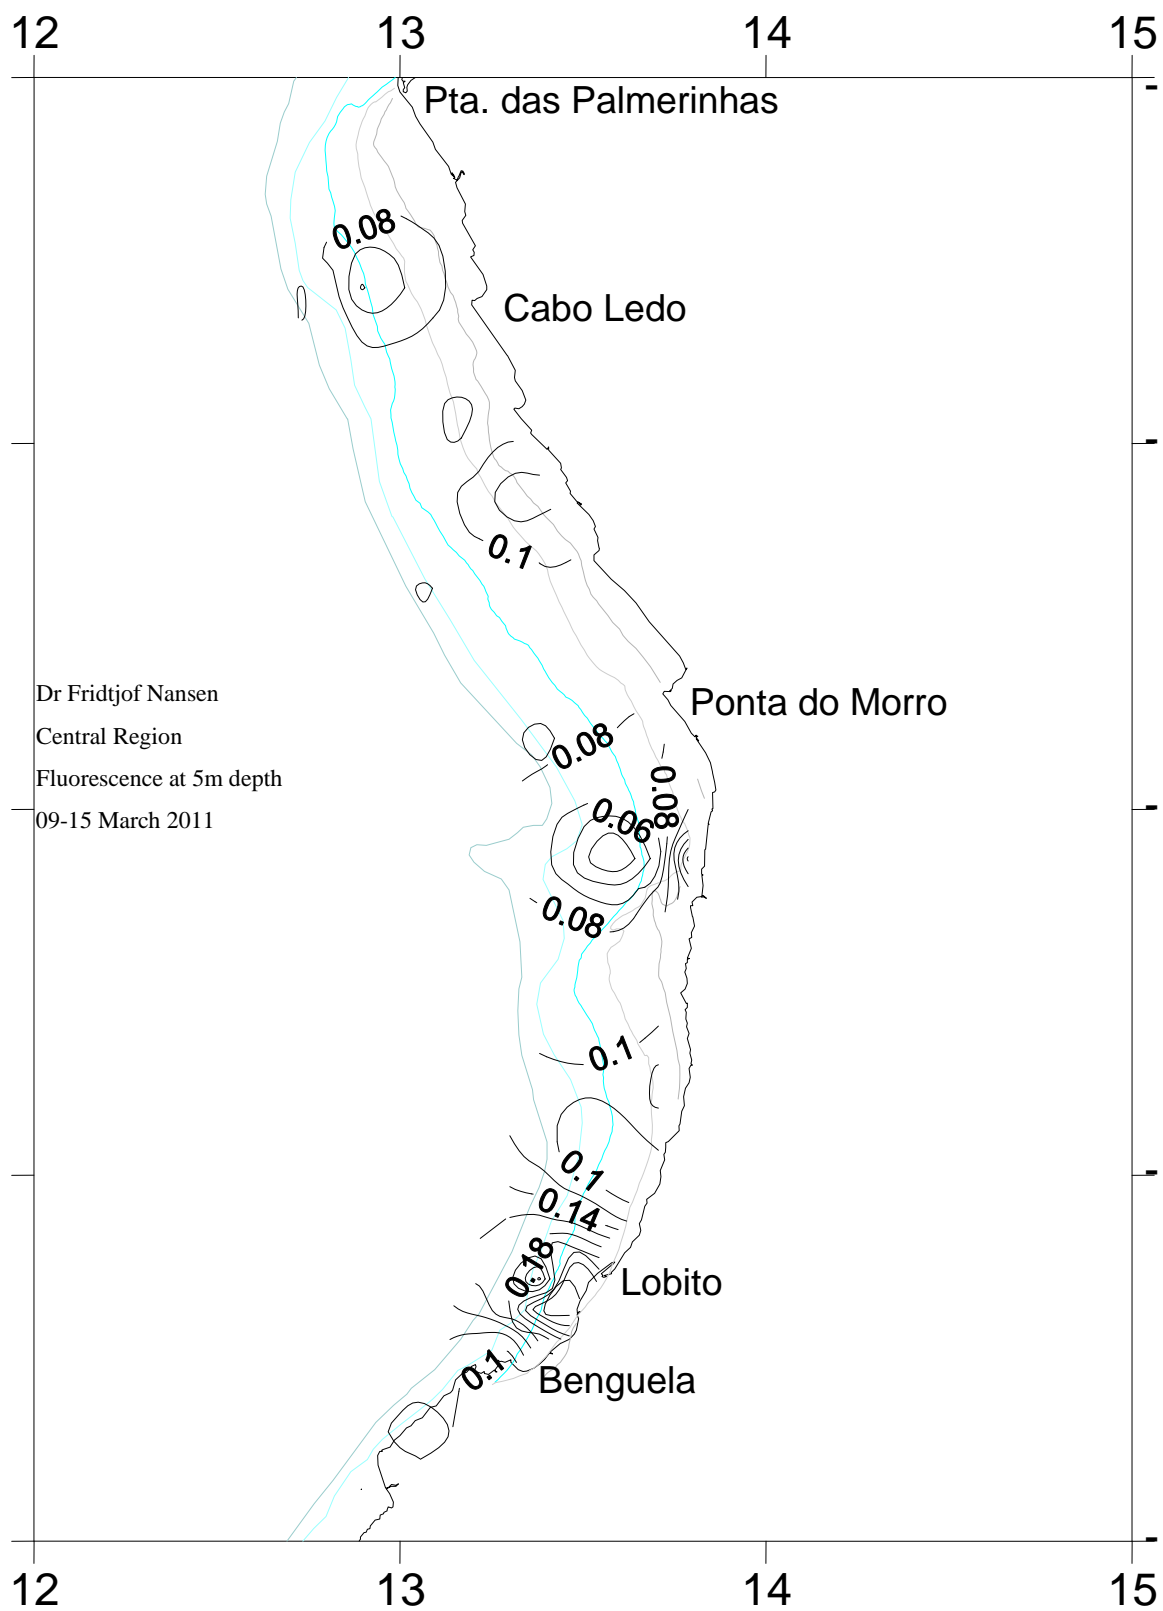 12 13 14 15
Pta. das Palmerinhas
0.08
Cabo Ledo
0.1
Dr Fridtjof Nansen
Ponta do Morro
Central Region
0.08
Fluorescence at 5m depth
0.08
09-15 March 2011
0.06
0.08
0.1
0.1
0.14
0.18
Lobito
0.1
Benguela
12 13 14 15